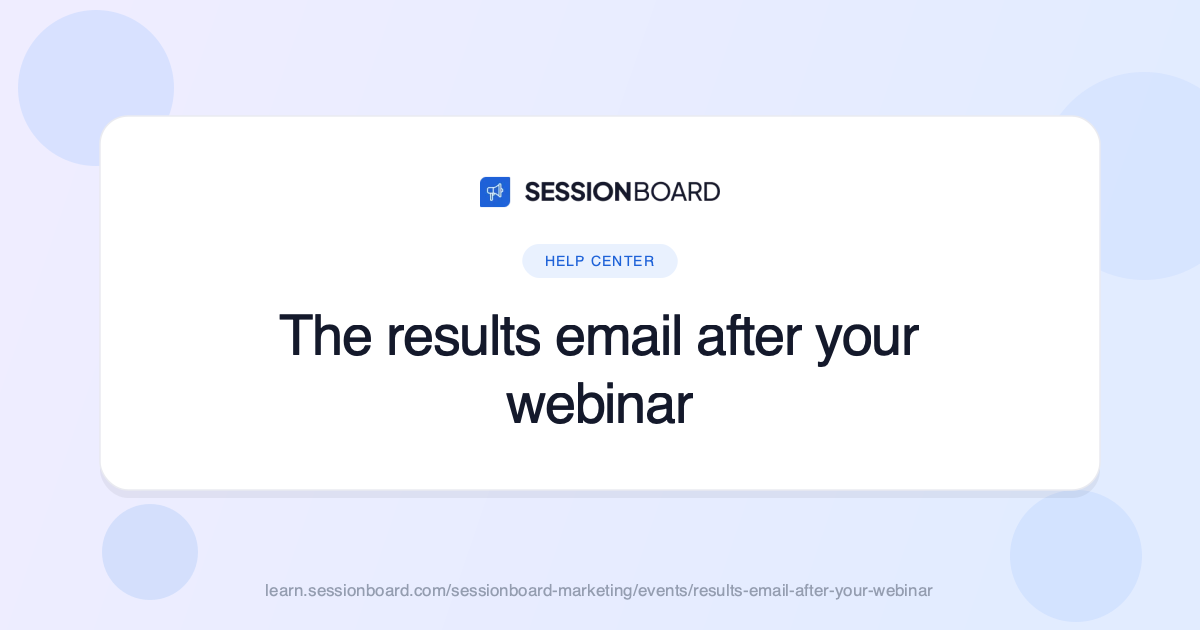 SESSIONBOARD
HELP CENTER
The results email after your
webinar
learn.sessionboard.com/sessionboard-marketing/events/results-email-after-your-webinar